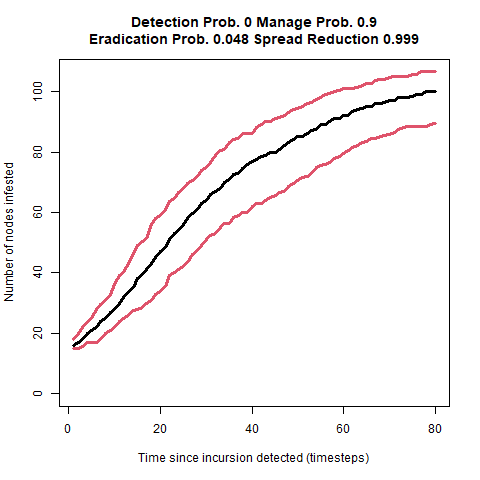 Detection Prob. 0 Manage Prob. 0.9
Eradication Prob. 0.048 Spread Reduction 0.999
Number of nodes infested
100
80
60
40
20
0
0 20 40 60 80
Time since incursion detected (timesteps)